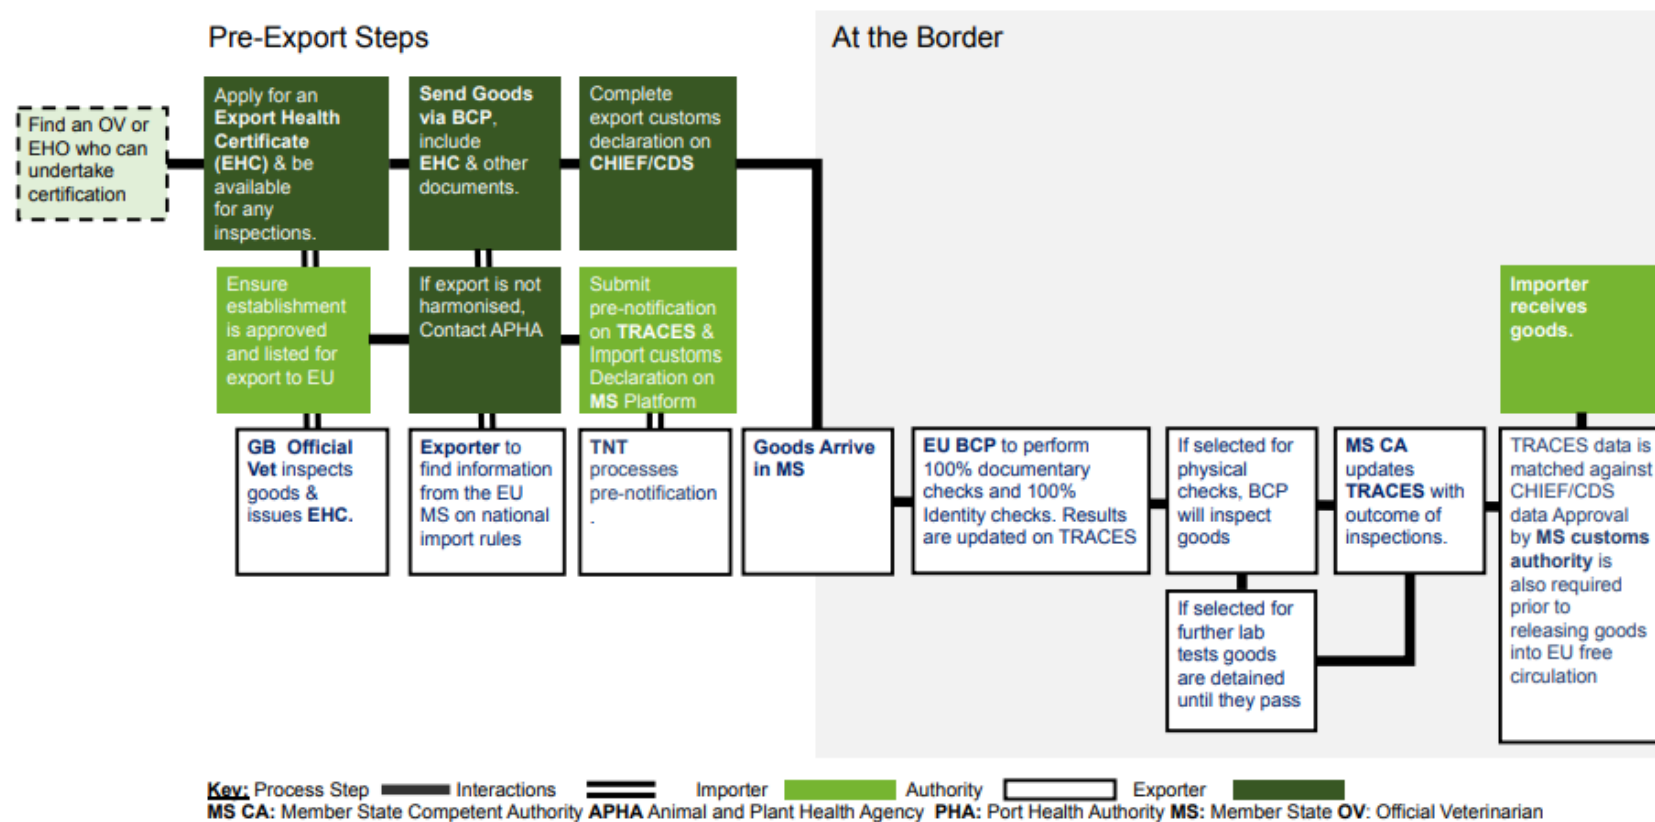 Pre-Export Steps
At the Border
Find an OV or
EHO who can
undertake
certification
Apply for an
Export Health
Certificate
(EHC) & be
available
for any
inspections.
Send Goods
via BCP,
include
EHC & other
documents.
Complete
export customs
declaration on
CHIEF/CDS
Ensure
establishment
is approved
and listed for
export to EU
If export is not
harmonised,
Contact APHA
Submit
pre-notification
on TRACES &
Import customs
Declaration on
MS Platform
Importer
receives
goods.
GB Official
Vet inspects
goods &
issues EHC.
Exporter to
find information
from the EU
MS on national
import rules
TNT
processes
pre-notification
.
Goods Arrive
in MS
EU BCP to perform
100% documentary
checks and 100%
Identity checks. Results
are updated on TRACES
If selected for
physical
checks, BCP
will inspect
goods
MS CA
updates
TRACES with
outcome of
inspections.
TRACES data is
matched against
CHIEF/CDS
data Approval
by MS customs
authority is
also required
prior to
releasing goods
into EU free
circulation
If selected for
further lab
tests goods
are detained
until they pass
Key: Process Step Interactions Importer Authority Exporter
MS CA: Member State Competent Authority APHA Animal and Plant Health Agency PHA: Port Health Authority MS: Member State OV: Official Veterinarian